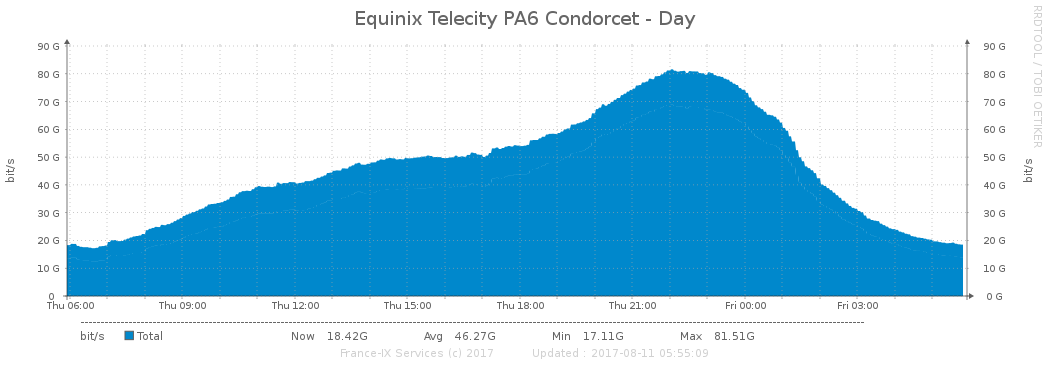 Equinix Telecity PA6 Condorcet - Day
RRDTOOL / TOBI OETIKER
bit/s
90 G
80 G
70 G
60 G
50 G
40 G
30 G
20 G
10 G
0
90 G
80 G
70 G
60 G
50 G
40 G
30 G
20 G
10 G
0 G
bit/s
Thu 06:00 Thu 09:00 Thu 12:00 Thu 15:00 Thu 18:00 Thu 21:00 Fri 00:00 Fri 03:00
bit/s Total Now 18.42G Avg 46.27G Min 17.11G Max 81.51G
France-IX Services (c) 2017 Updated : 2017-08-11 05:55:09